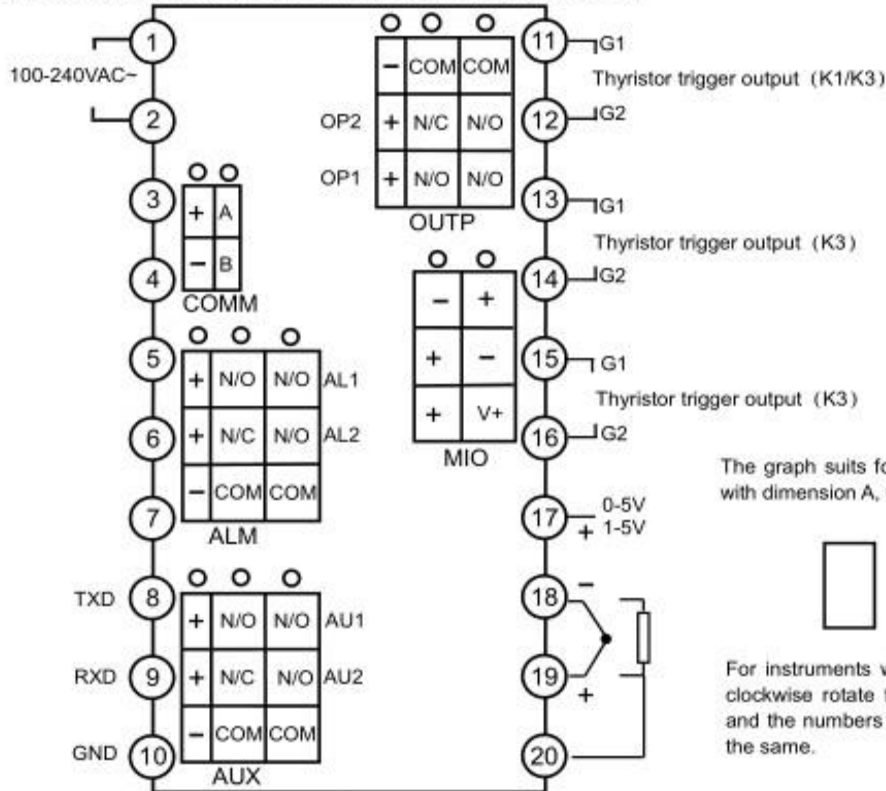 1 11 G1
100-240VAC~ − COM COM Thyristor trigger output (K1/K3)
2 OP2 + N/C N/O 12 G2
OP1 + N/O N/O
3 + A OUTP 13 G1
− B Thyristor trigger output (K3)
4 COMM − + 14 G2
5 + N/O N/O AL1 + − 15 G1
+ V+ Thyristor trigger output (K3)
6 + N/C N/O AL2 MIO 16 G2
− COM COM
7 ALM 17 0-5V
+ 1-5V
The graph suits
with dimension A,
TXD 8 + N/O N/O AU1 18 −
RXD 9 + N/C N/O AU2 19 +
− COM COM
GND 10 AUX 20
For instruments
clockwise rotate
and the numbers
the same.